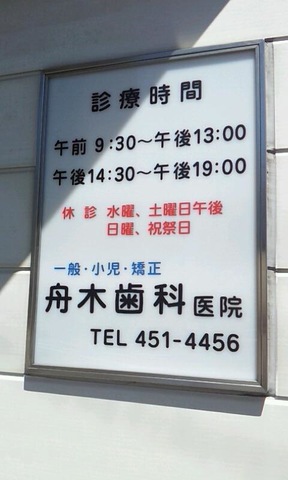 診療時間
午前 9:30〜午後13:00
午後14:30〜午後19:00
休 診 水曜、土曜日午後
日曜、祝祭日
一般・小児・矯正
舟木歯科医院
TEL 451-4456